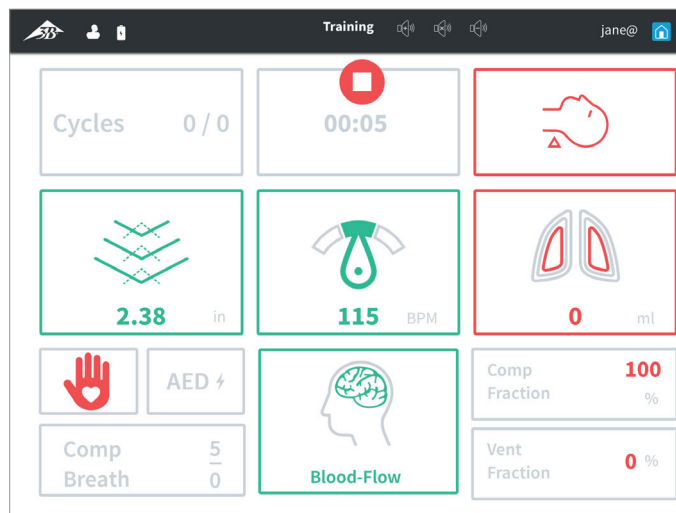 3B
Training
jane@
Cycles 0 / 0
00:05
2.38 in
115 BPM
0 ml
AED
Comp Fraction 100 %
Comp 5
Breath 0
Blood-Flow
Vent Fraction 0 %